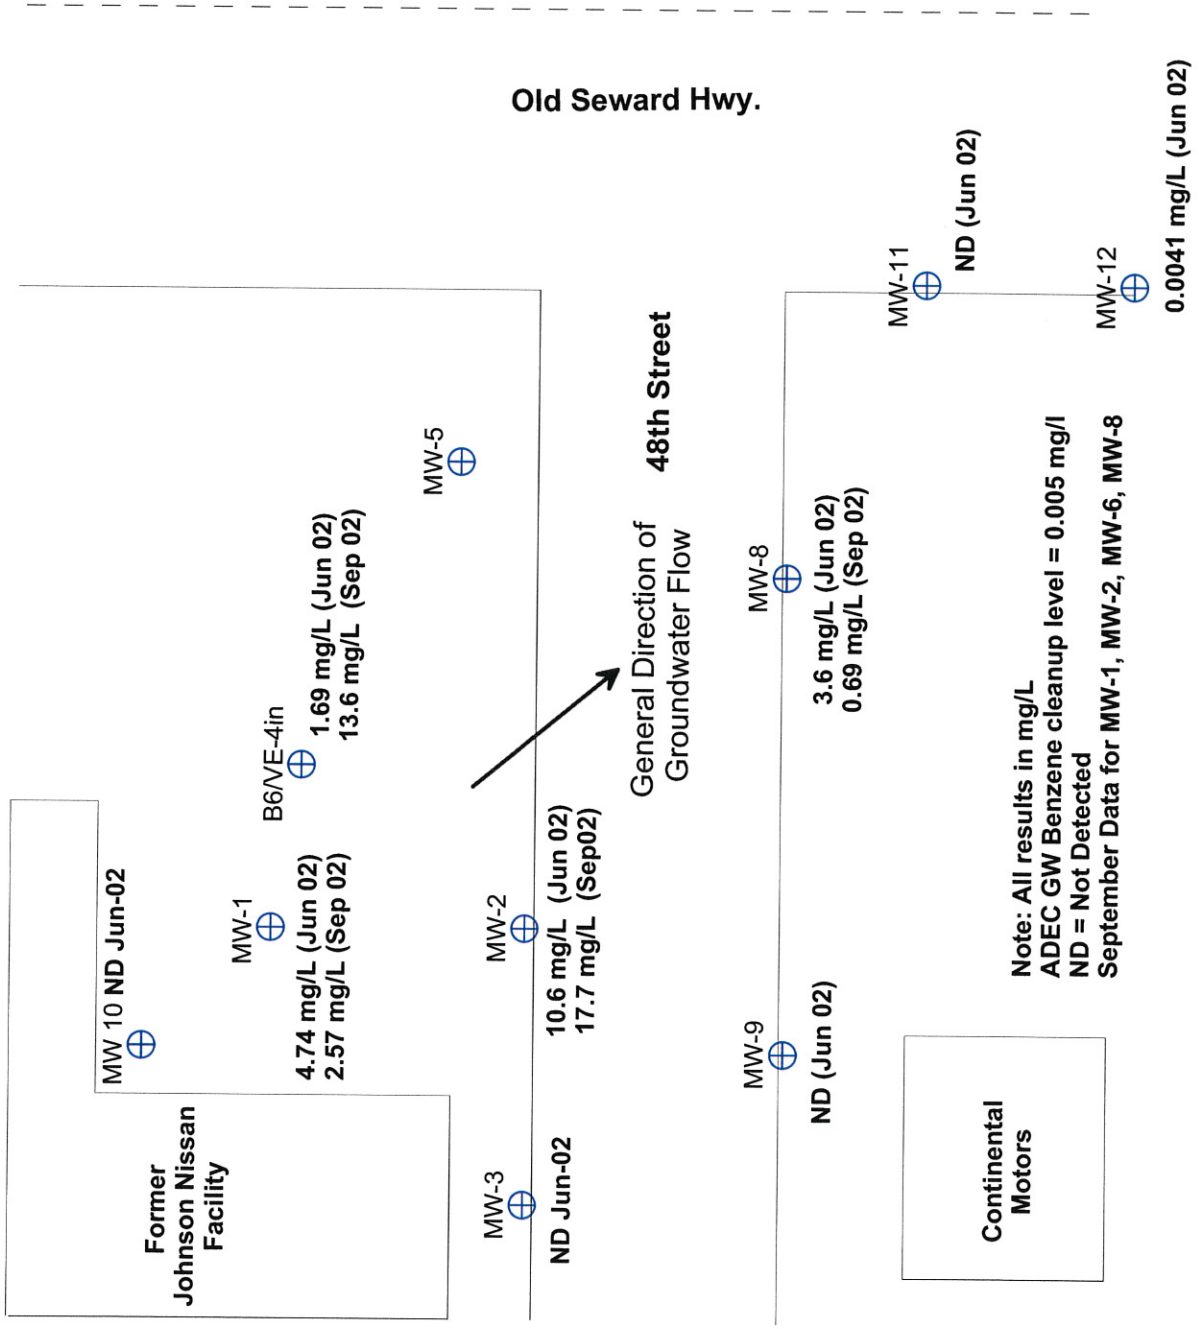 Old Seward Hwy.
MW 10 ND Jun-02
Former
Johnson Nissan
Facility
MW-1
4.74 mg/L (Jun 02)
2.57 mg/L (Sep 02)
B6/VE-4in
1.69 mg/L (Jun 02)
13.6 mg/L (Sep 02)
MW-5
MW-3
ND Jun-02
MW-2
10.6 mg/L (Jun 02)
17.7 mg/L (Sep02)
General Direction of
Groundwater Flow
48th Street
MW-9
ND (Jun 02)
MW-8
3.6 mg/L (Jun 02)
0.69 mg/L (Sep 02)
MW-11
ND (Jun 02)
MW-12
0.0041 mg/L (Jun 02)
Continental
Motors
Note: All results in mg/L
ADEC GW Benzene cleanup level = 0.005 mg/l
ND = Not Detected
September Data for MW-1, MW-2, MW-6, MW-8